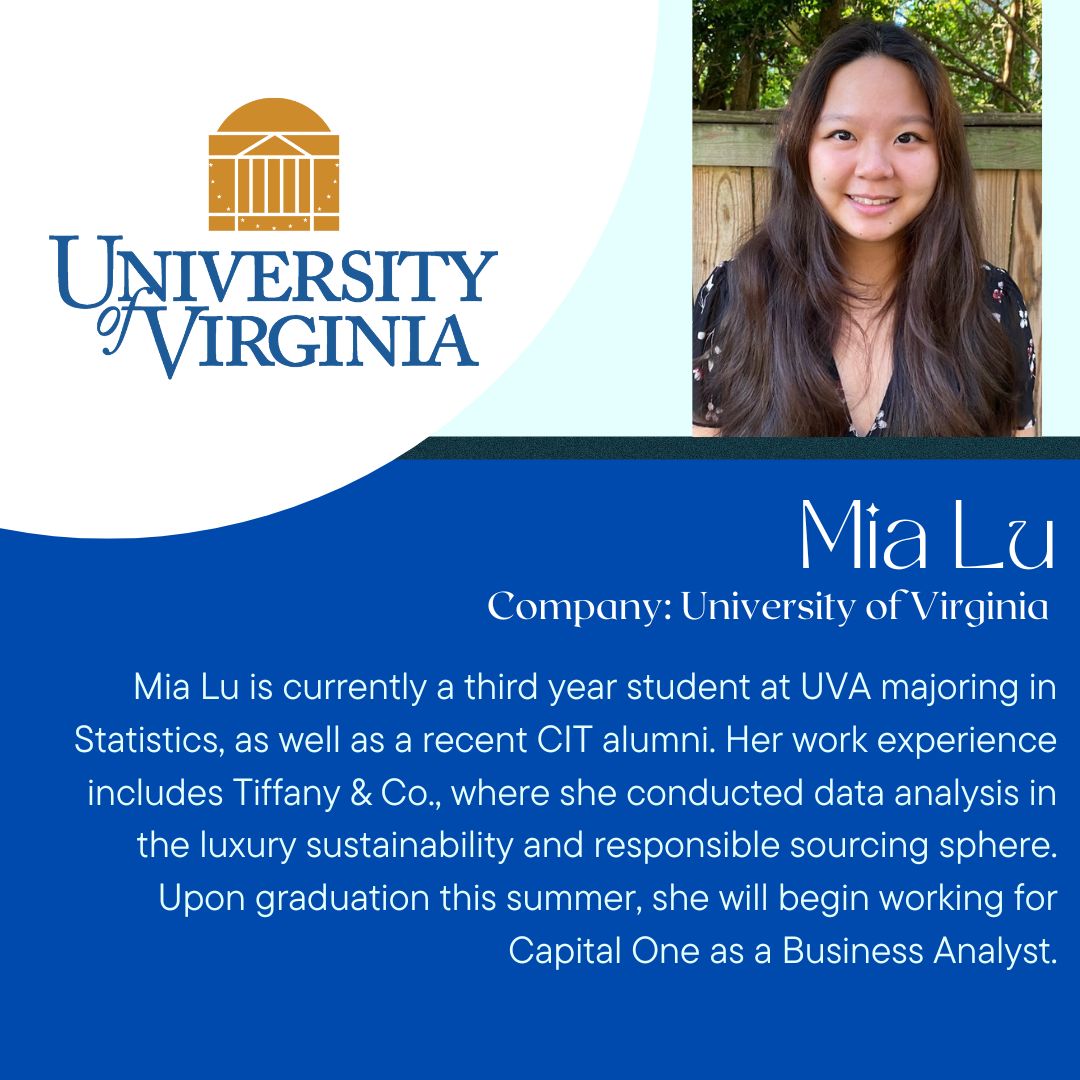 UNIVERSITY
of VIRGINIA
Mia Lu
Company: University of Virginia
Mia Lu is currently a third year student at UVA majoring in
Statistics, as well as a recent CIT alumni. Her work experience
includes Tiffany & Co., where she conducted data analysis in
the luxury sustainability and responsible sourcing sphere.
Upon graduation this summer, she will begin working for
Capital One as a Business Analyst.